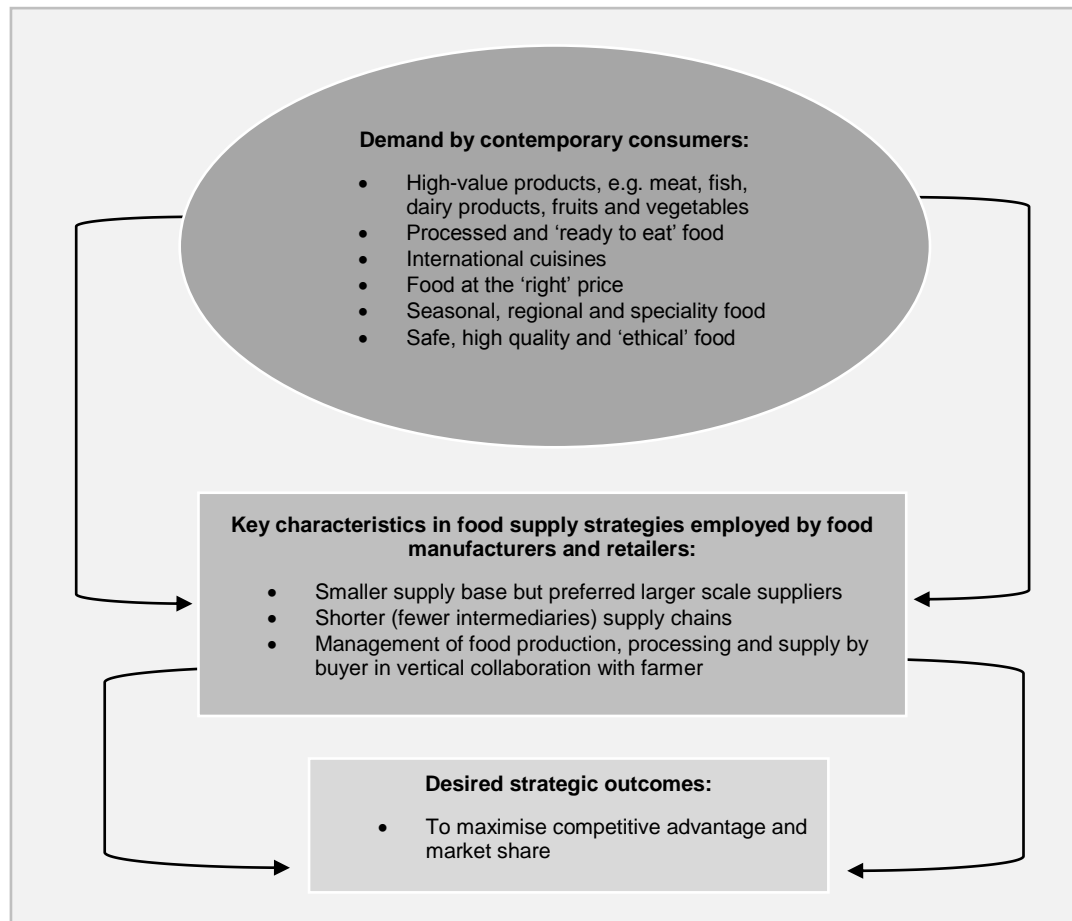 Demand by contemporary consumers:
• High-value products, e.g. meat, fish,
dairy products, fruits and vegetables
• Processed and ‘ready to eat’ food
• International cuisines
• Food at the ‘right’ price
• Seasonal, regional and speciality food
• Safe, high quality and ‘ethical’ food
Key characteristics in food supply strategies employed by food
manufacturers and retailers:
• Smaller supply base but preferred larger scale suppliers
• Shorter (fewer intermediaries) supply chains
• Management of food production, processing and supply by
buyer in vertical collaboration with farmer
Desired strategic outcomes:
• To maximise competitive advantage and
market share